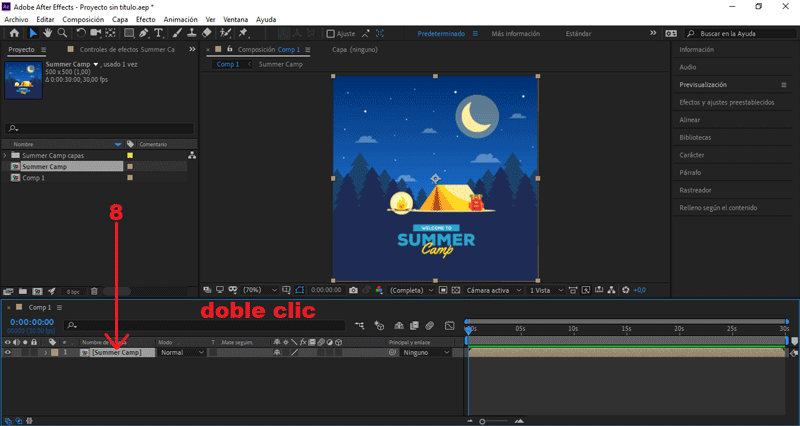 Adobe After Effects - Proyecto sin título.aep *
Archivo Editar Composición Capa Efecto Animación Ver Ventana Ayuda
Ajuste Predeterminado Más información Estándar Buscar en la Ayuda
Proyecto Controles de efectos Summer Ca
Composición Comp 1
Capa (ninguno)
Comp 1 Summer Camp
Summer Camp , usado 1 vez
500 x 500 (1,00)
Δ 0:00:30:00, 30,00 fps
Nombre Comentario
Summer Camp capas
Summer Camp
Comp 1
8
8 bpc
WELCOME TO
SUMMER
Camp
(70%) 0:00:00:00 (Completa) Cámara activa 1 Vista +0,0
Información
Audio
Previsualización
Efectos y ajustes preestablecidos
Alinear
Bibliotecas
Carácter
Párrafo
Rastreador
Relleno según el contenido
doble clic
Comp 1
0:00:00:00
00000 (30.00 fps)
# Modo T Mate seguim. Principal y enlace
1 [Summer Camp] Normal Ninguno
05s 10s 15s 20s 25s 30s